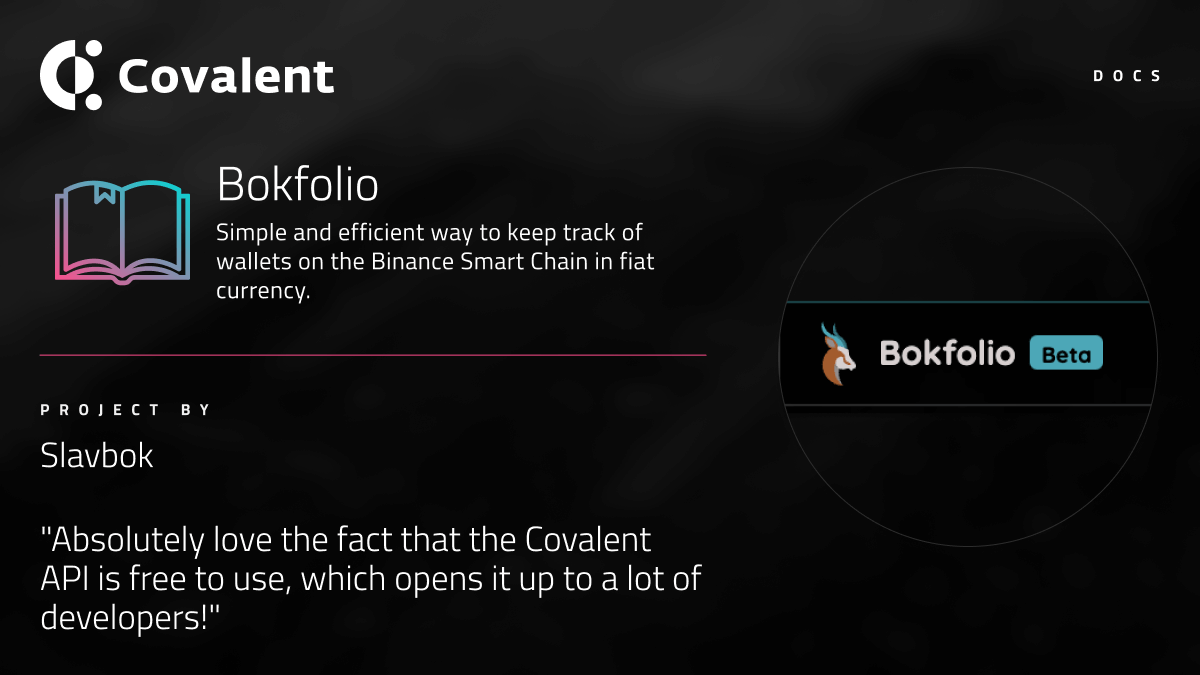 Covalent
DOCS
Bokfolio
Simple and efficient way to keep track of
wallets on the Binance Smart Chain in fiat
currency.
Bokfolio Beta
PROJECT BY
Slavbok
"Absolutely love the fact that the Covalent
API is free to use, which opens it up to a lot of
developers!"